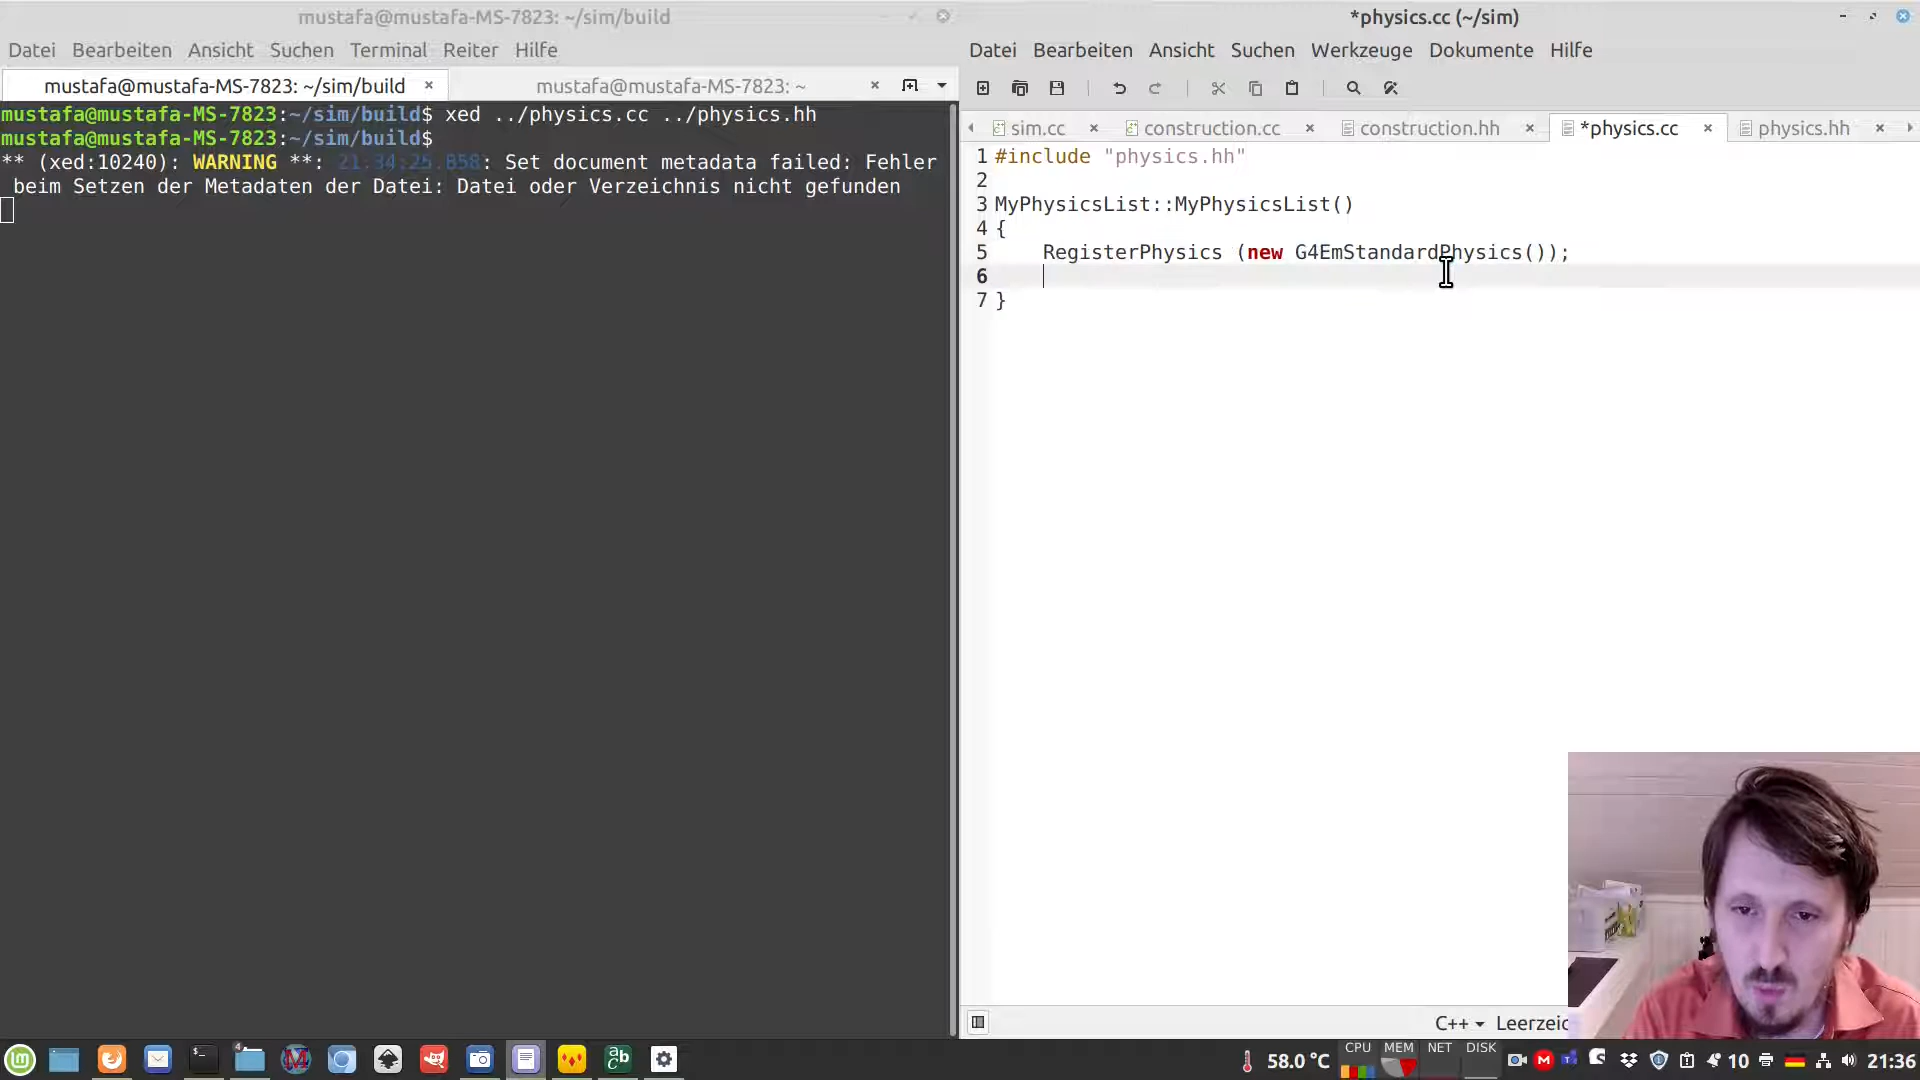 mustafa@mustafa-MS-7823: ~/sim/build
Datei Bearbeiten Ansicht Suchen Terminal Reiter Hilfe
mustafa@mustafa-MS-7823: ~/sim/build × mustafa@mustafa-MS-7823: ~ ×
mustafa@mustafa-MS-7823:~/sim/build$ xed ../physics.cc ../physics.hh
mustafa@mustafa-MS-7823:~/sim/build$
** (xed:10240): WARNING **: 21:34:25.858: Set document metadata failed: Fehler
beim Setzen der Metadaten der Datei: Datei oder Verzeichnis nicht gefunden
*physics.cc (~/sim)
Datei Bearbeiten Ansicht Suchen Werkzeuge Dokumente Hilfe
sim.cc × construction.cc × construction.hh × *physics.cc × physics.hh ×
1 #include "physics.hh"
2
3 MyPhysicsList::MyPhysicsList()
4 {
5 RegisterPhysics (new G4EmStandardPhysics());
6
7 }
C++ Leerzeic
58.0 °C CPU MEM NET DISK 10 21:36